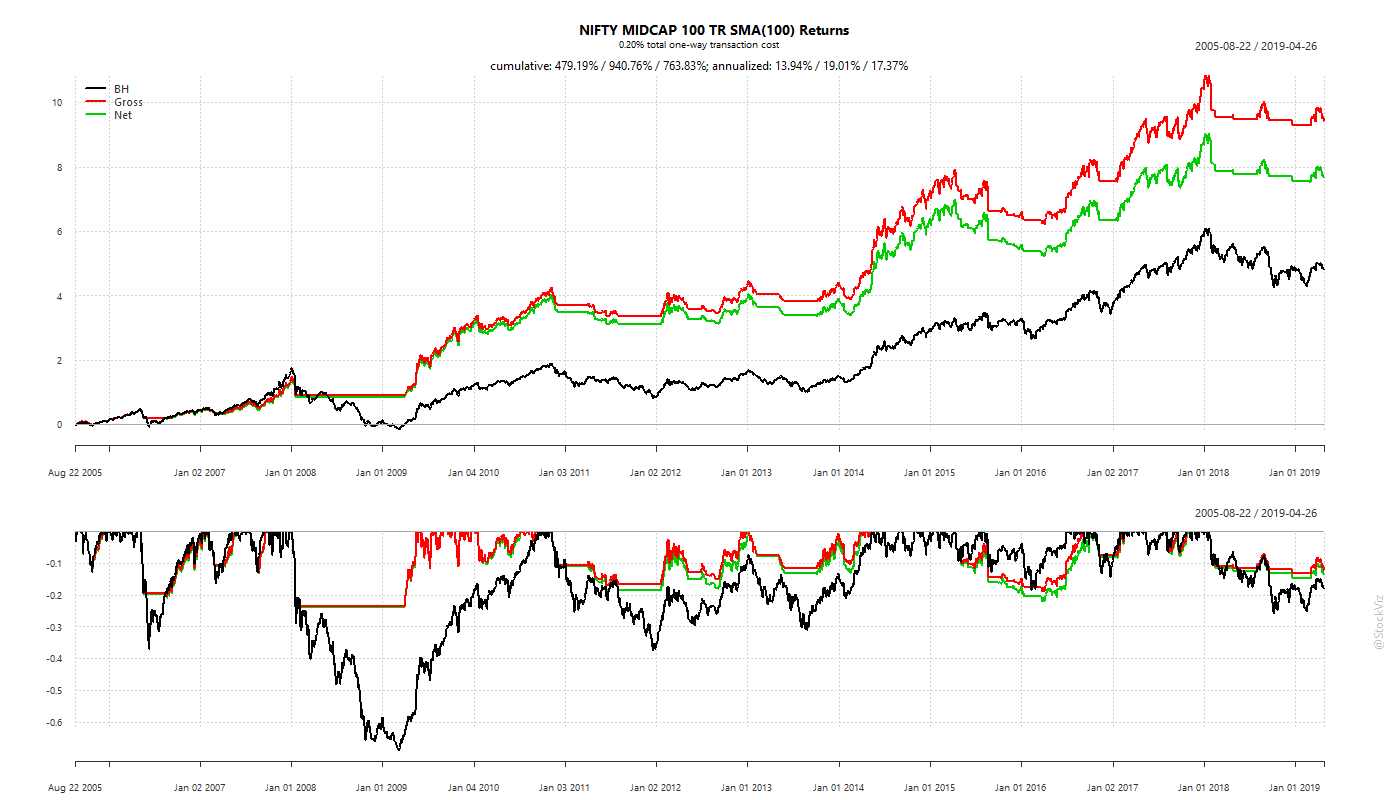 NIFTY MIDCAP 100 TR SMA(100) Returns
0.20% total one-way transaction cost
2005-08-22 / 2019-04-26
cumulative: 479.19% / 940.76% / 763.83%; annualized: 13.94% / 19.01% / 17.37%
BH
Gross
Net
10
8
6
4
2
0
Aug 22 2005 Jan 02 2007 Jan 01 2008 Jan 01 2009 Jan 04 2010 Jan 03 2011 Jan 02 2012 Jan 01 2013 Jan 01 2014 Jan 01 2015 Jan 01 2016 Jan 02 2017 Jan 01 2018 Jan 01 2019
2005-08-22 / 2019-04-26
-0.1
-0.2
-0.3
-0.4
-0.5
-0.6
@StockViz
Aug 22 2005 Jan 02 2007 Jan 01 2008 Jan 01 2009 Jan 04 2010 Jan 03 2011 Jan 02 2012 Jan 01 2013 Jan 01 2014 Jan 01 2015 Jan 01 2016 Jan 02 2017 Jan 01 2018 Jan 01 2019